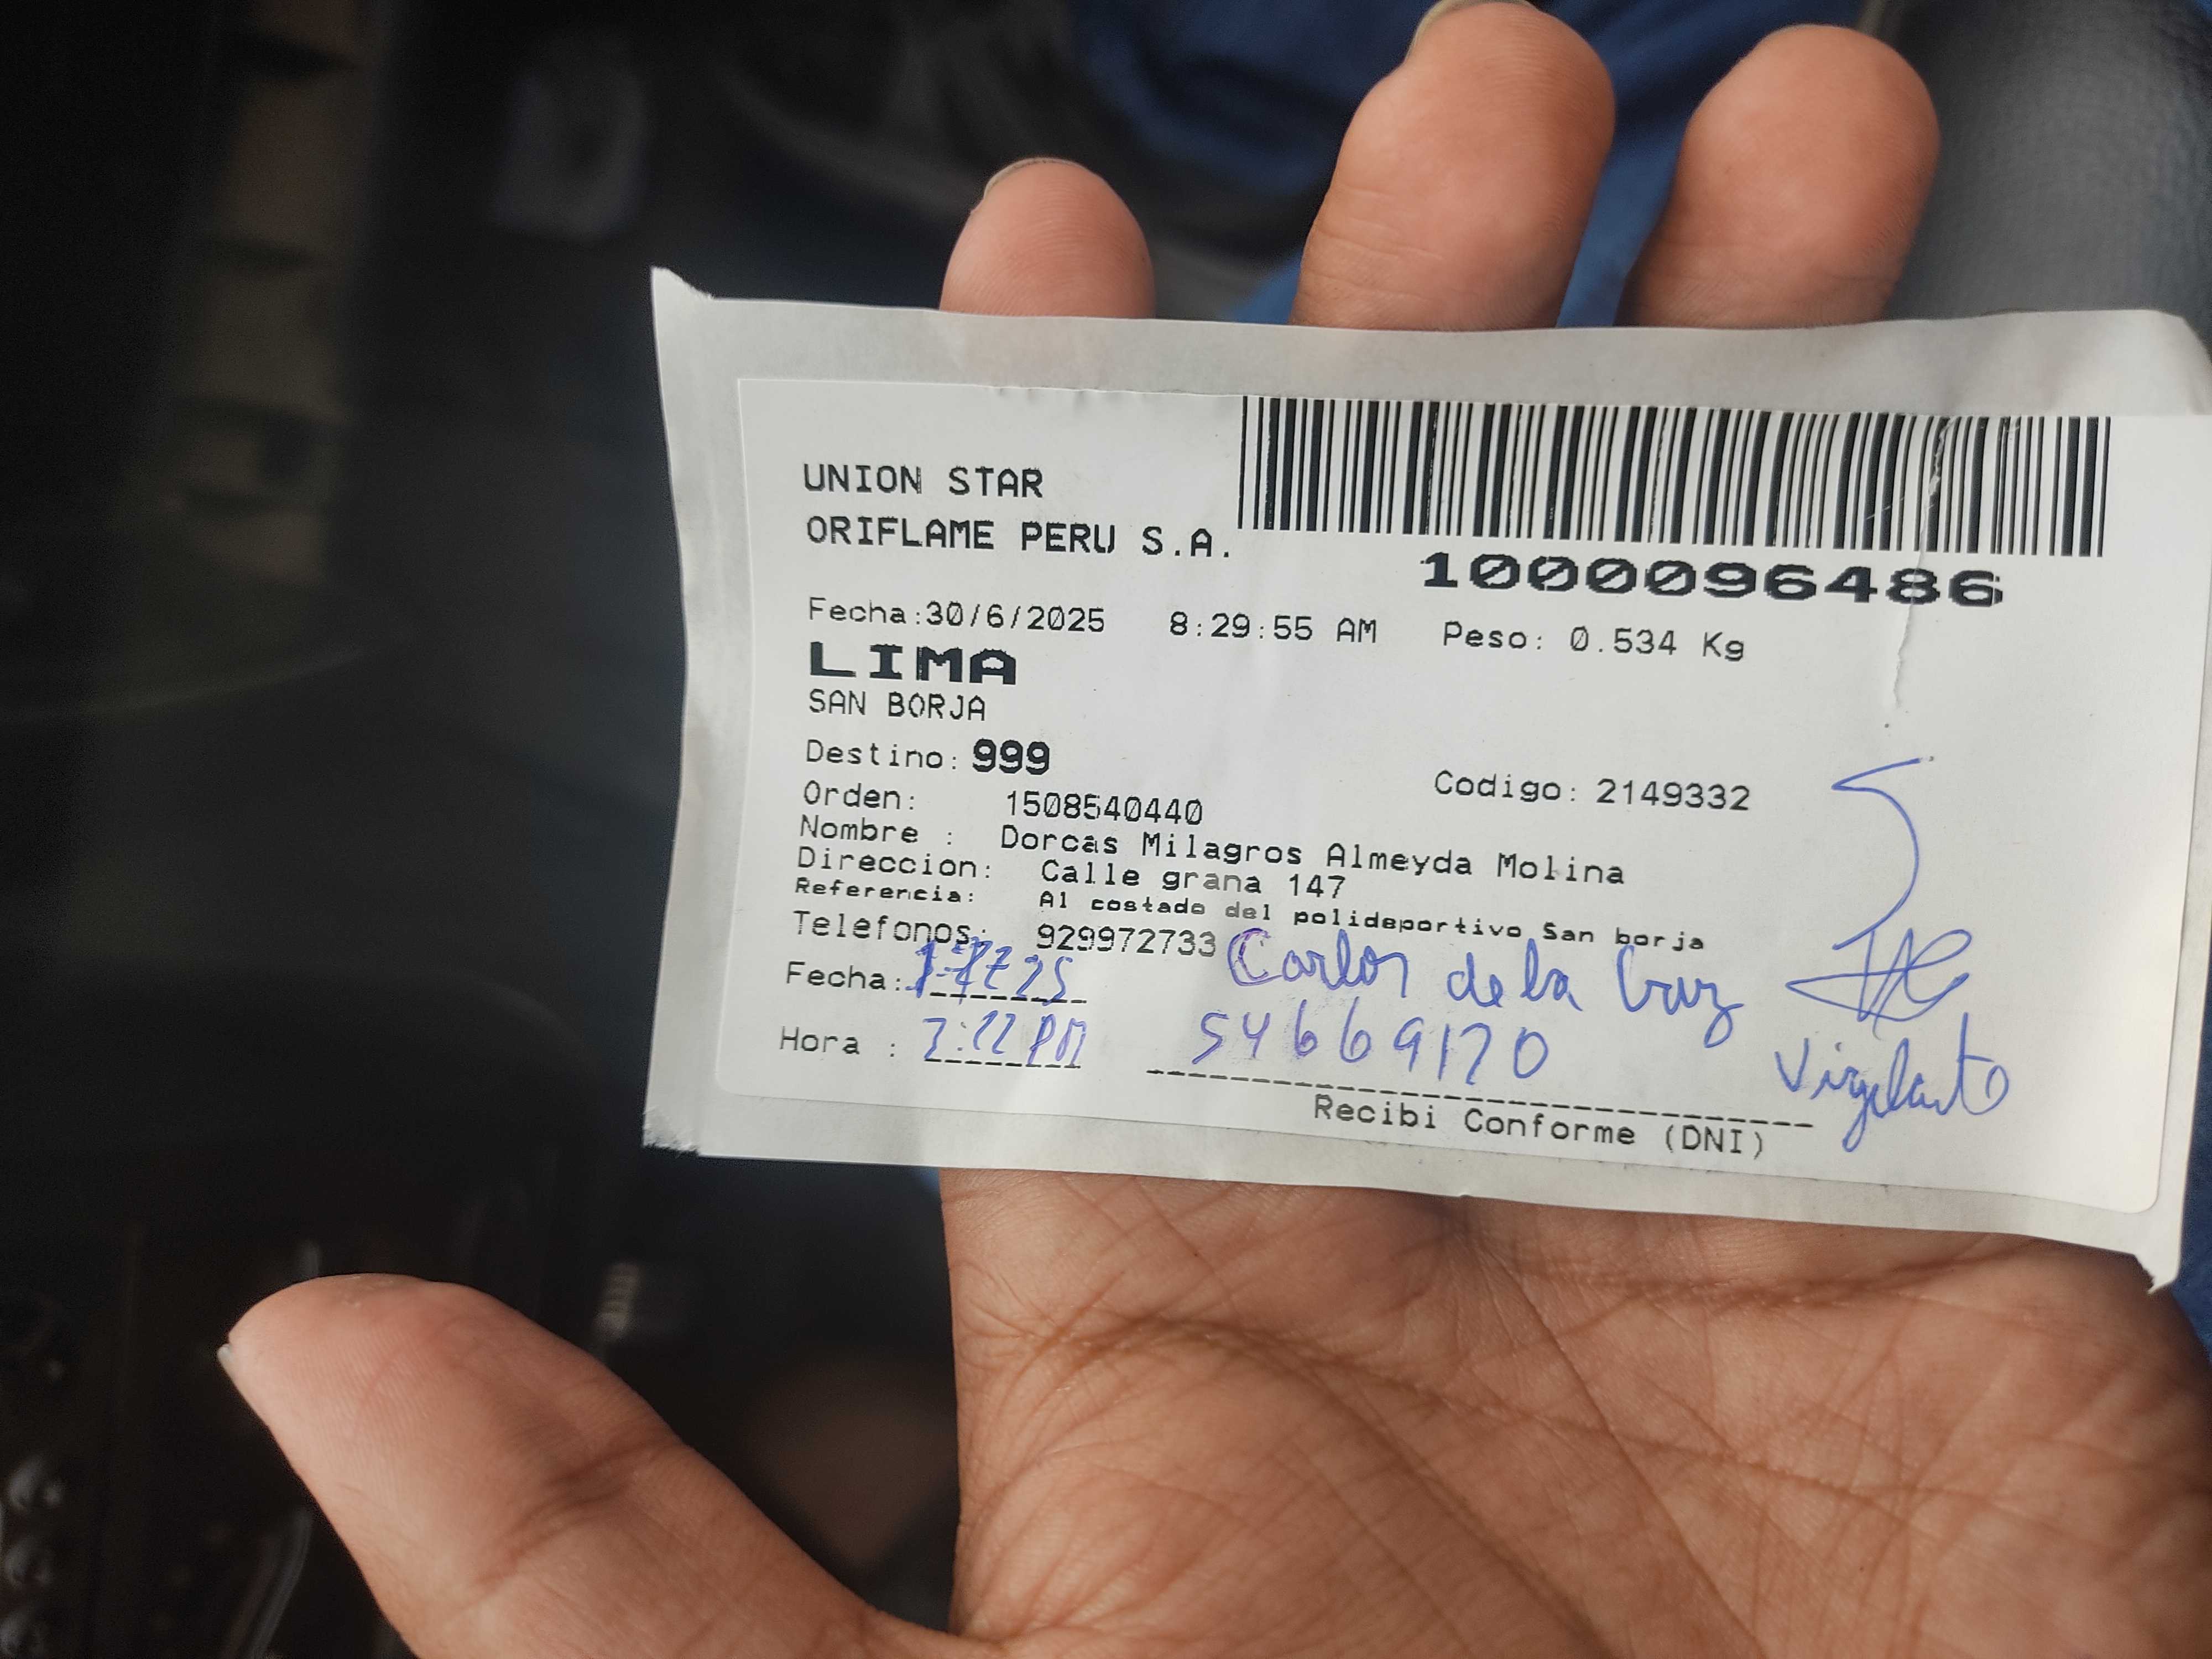 UNION STAR
ORIFLAME PERU S.A.
1000096486
Fecha:30/6/2025 8:29:55 AM Peso: 0.534 Kg
LIMA
SAN BORJA
Destino: 999
Codigo: 2149332
Orden: 1508540440
Nombre : Dorcas Milagros Almeyda Molina
Direccion: Calle grana 147
Referencia: Al costado del polideportivo San borja
Telefonos: 929972733
Carlos de la Cruz
Fecha:
54669170
Hora : PM
Vigilante
Recibi Conforme (DNI)